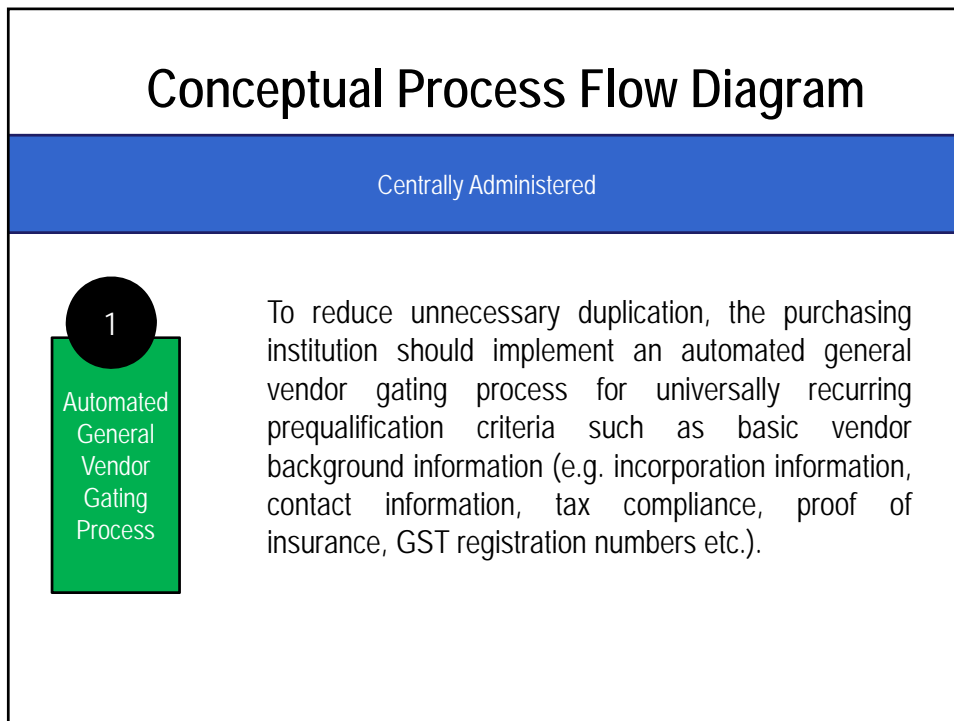 Conceptual Process Flow Diagram
Centrally Administered
1
Automated
General
Vendor
Gating
Process
To reduce unnecessary duplication, the purchasing
institution should implement an automated general
vendor gating process for universally recurring
prequalification criteria such as basic vendor
background information (e.g. incorporation information,
contact information, tax compliance, proof of
insurance, GST registration numbers etc.).